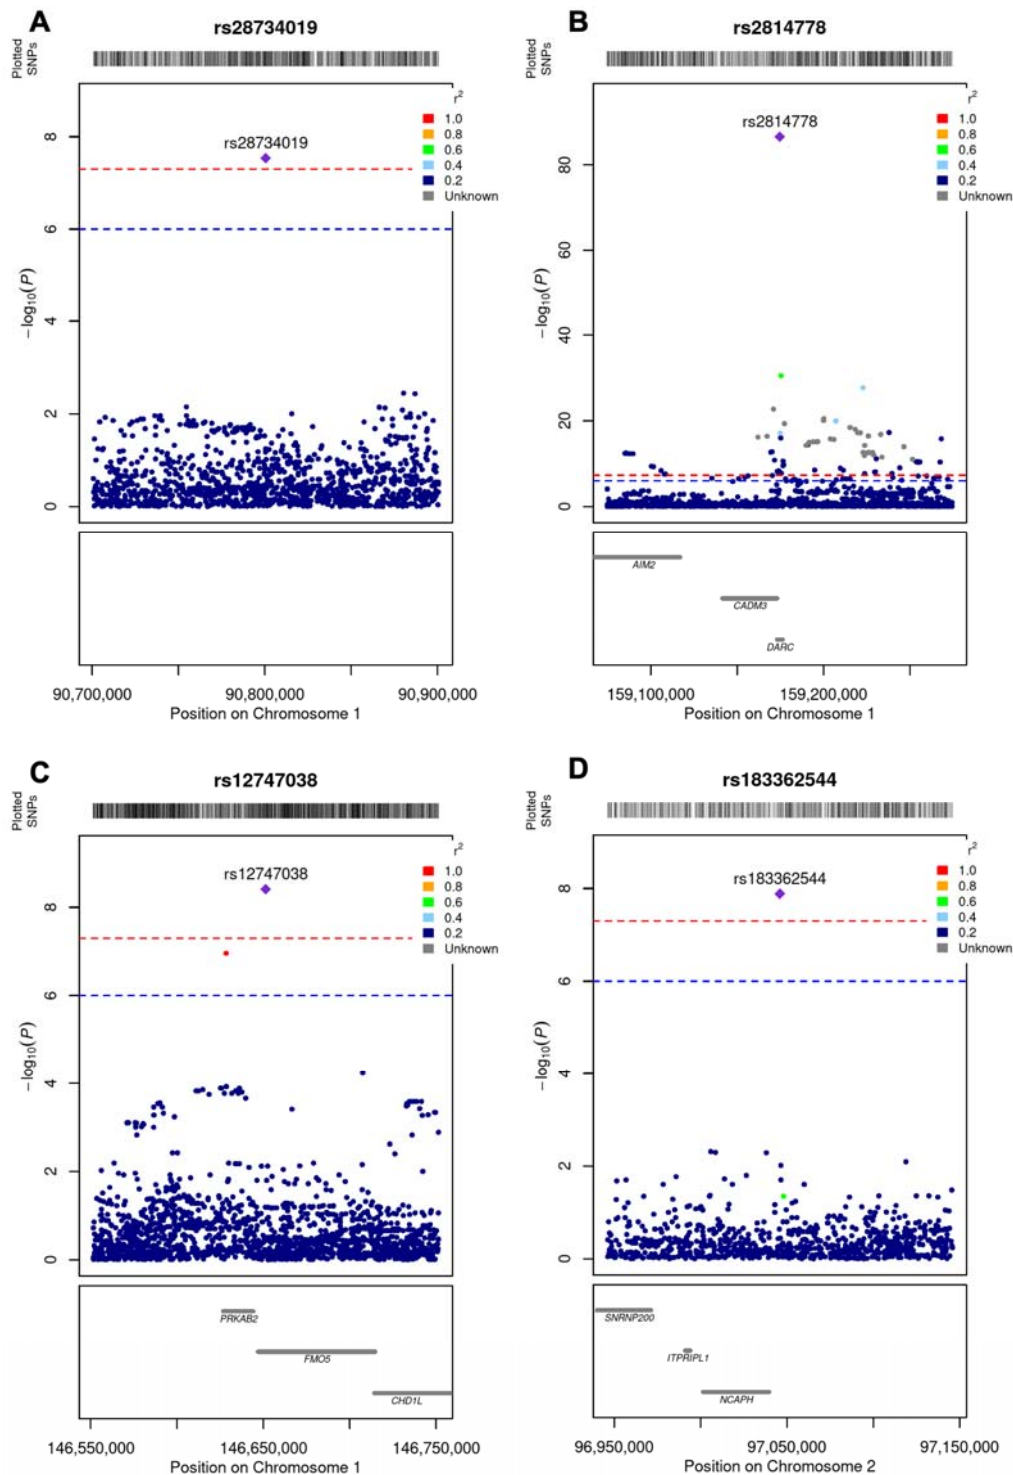 A
rs28734019
Plotted
SNPs
r²
1.0
0.8
0.6
0.4
0.2
Unknown
rs28734019
8
6
4
2
0
−log₁₀(P)
90,700,000
90,800,000
90,900,000
Position on Chromosome 1
B
rs2814778
Plotted
SNPs
r²
1.0
0.8
0.6
0.4
0.2
Unknown
rs2814778
80
60
40
20
0
−log₁₀(P)
AIM2
CADM3
DARC
159,100,000
159,200,000
Position on Chromosome 1
C
rs12747038
Plotted
SNPs
r²
1.0
0.8
0.6
0.4
0.2
Unknown
rs12747038
8
6
4
2
0
−log₁₀(P)
PRKAB2
FMO5
CHD1L
146,550,000
146,650,000
146,750,000
Position on Chromosome 1
D
rs183362544
Plotted
SNPs
r²
1.0
0.8
0.6
0.4
0.2
Unknown
rs183362544
8
6
4
2
0
−log₁₀(P)
SNRNP200
ITPRIPL1
NCAPH
96,950,000
97,050,000
97,150,000
Position on Chromosome 2